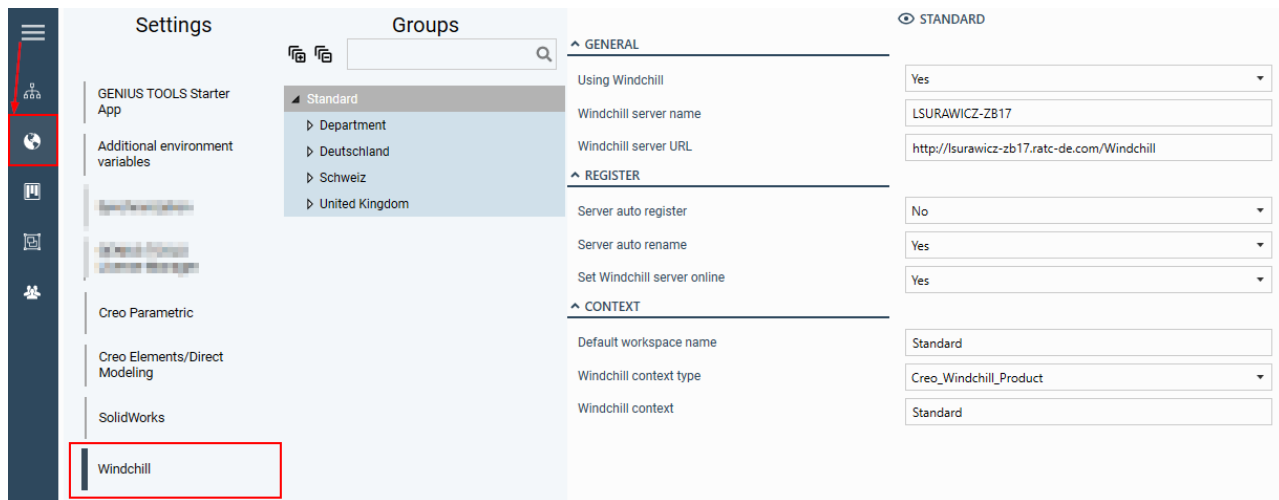 Settings
GENIUS TOOLS Starter
App
Additional environment
variables
Creo Parametric
Creo Elements/Direct
Modeling
SolidWorks
Windchill
Groups
Standard
Department
Deutschland
Schweiz
United Kingdom
STANDARD
GENERAL
Using Windchill Yes
Windchill server name LSURAWICZ-ZB17
Windchill server URL http://lsurawicz-zb17.ratc-de.com/Windchill
REGISTER
Server auto register No
Server auto rename Yes
Set Windchill server online Yes
CONTEXT
Default workspace name Standard
Windchill context type Creo_Windchill_Product
Windchill context Standard